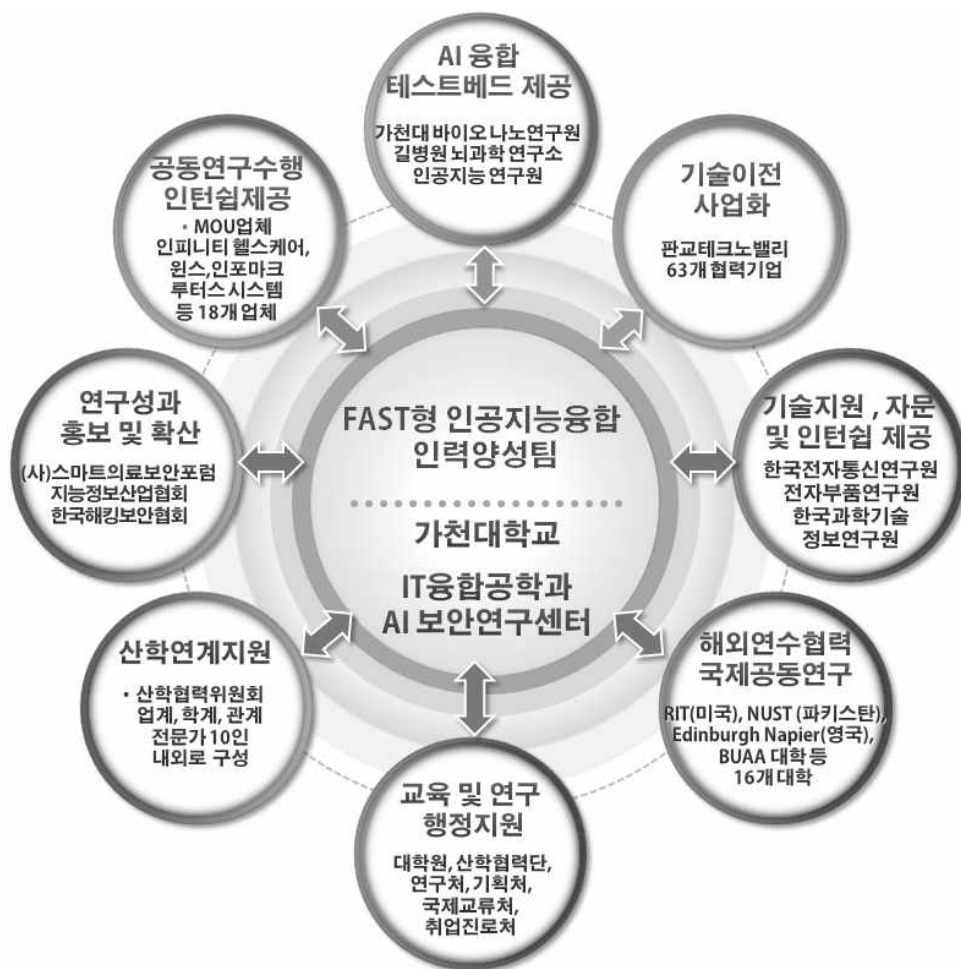 AI 융합
테스트베드 제공
가천대 바이오 나노연구원
길병원 뇌과학 연구소
인공지능 연구원
기술이전
사업화
판교테크노밸리
63개 협력기업
기술지원 , 자문
및 인턴쉽 제공
한국전자통신연구원
전자부품연구원
한국과학기술
정보연구원
해외연수협력
국제공동연구
RIT(미국), NUST (파키스탄),
Edinburgh Napier(영국),
BUAA 대학 등
16개 대학
교육 및 연구
행정지원
대학원, 산학협력단,
연구처, 기획처,
국제교류처,
취업진로처
산학연계지원
• 산학협력위원회
업계, 학계, 관계
전문가 10인
내외로 구성
연구성과
홍보 및 확산
(사)스마트의료보안포럼
지능정보산업협회
한국해킹보안협회
공동연구수행
인턴쉽제공
• MOU업체
인피니티 헬스케어,
윈스,인포마크
루터스 시스템
등 18개 업체
FAST형 인공지능융합
인력양성팀
가천대학교
IT융합공학과
AI 보안연구센터